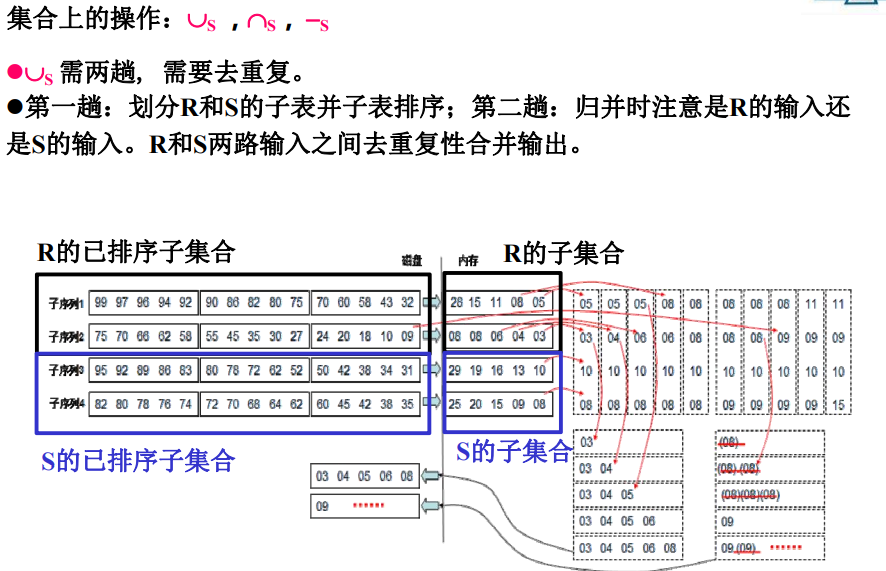 集合上的操作：∪S ，∩S ，−S
●∪S 需两趟，需要去重复。
●第一趟：划分R和S的子表并子表排序；第二趟：归并时注意是R的输入还
是S的输入。R和S两路输入之间去重复性合并输出。
R的已排序子集合
磁盘 内存
R的子集合
子序列1 99 97 96 94 92 90 86 82 80 75 70 60 58 43 32 28 15 11 08 05 05 05 05 08 08 08 08 08 11 11
子序列2 75 70 66 62 58 55 45 35 30 27 24 20 18 10 09 08 08 06 04 03 03 04 06 06 08 08 08 09 09 09
子序列3 95 92 89 86 83 80 78 72 62 52 50 42 38 34 31 29 19 16 13 10 10 10 10 10 10 10 10 10 10 10
子序列4 82 80 78 76 74 72 70 68 64 62 60 45 42 38 35 25 20 15 09 08 08 08 08 08 08 09 09 09 09 15
S的已排序子集合
S的子集合
03 (08)
03 04 (08) (08)
03 04 05 (08)(08)(08)
03 04 05 06 09
03 04 05 06 08 09 (09) ······
03 04 05 06 08
09 ······